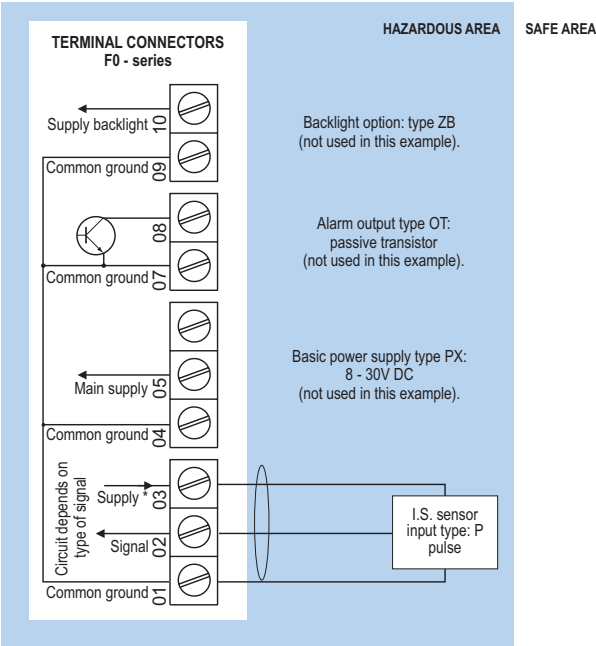 HAZARDOUS AREA
SAFE AREA
TERMINAL CONNECTORS
F0 - series
Supply backlight
10
Common ground
09
Backlight option: type ZB
(not used in this example).
08
Common ground
07
Alarm output type OT:
passive transistor
(not used in this example).
Main supply
05
Common ground
04
Basic power supply type PX:
8 - 30V DC
(not used in this example).
Circuit depends on
type of signal
Supply *
03
Signal
02
Common ground
01
I.S. sensor
input type: P
pulse